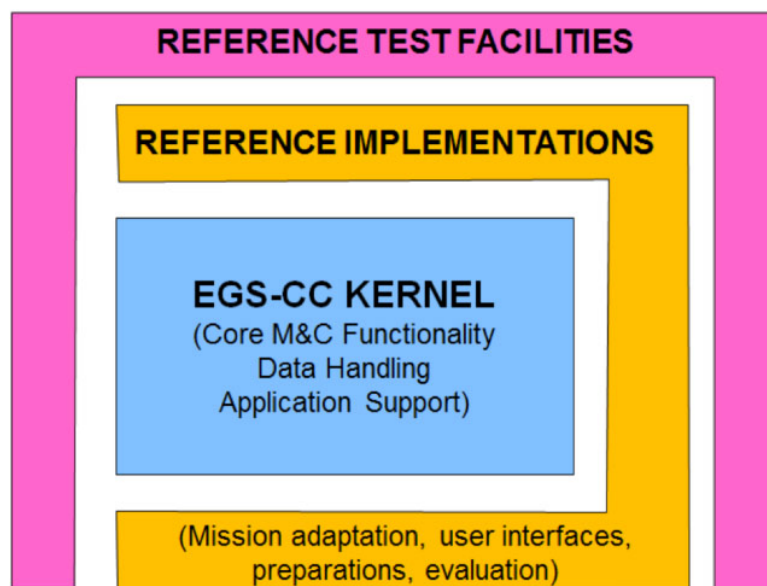 REFERENCE TEST FACILITIES
REFERENCE IMPLEMENTATIONS
EGS-CC KERNEL
(Core M&C Functionality
Data Handling
Application Support)
(Mission adaptation, user interfaces,
preparations, evaluation)